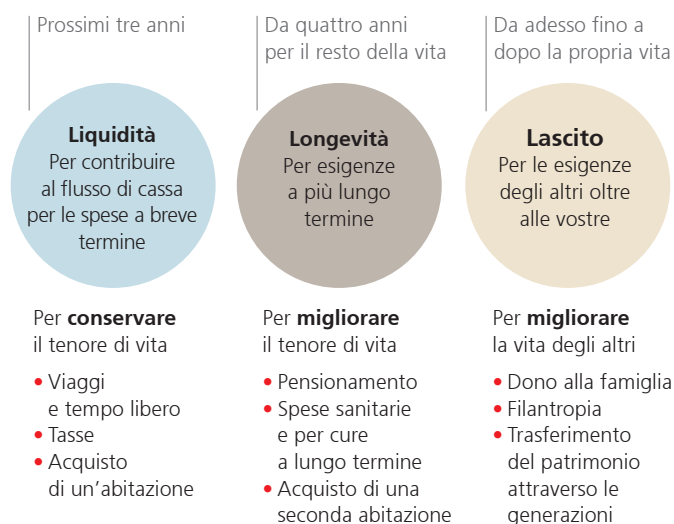 Prossimi tre anni
Da quattro anni
per il resto della vita
Da adesso fino a
dopo la propria vita
Liquidità
Per contribuire
al flusso di cassa
per le spese a breve
termine
Longevità
Per esigenze
a più lungo
termine
Lascito
Per le esigenze
degli altri oltre
alle vostre
Per conservare
il tenore di vita
• Viaggi
e tempo libero
• Tasse
• Acquisto
di un’abitazione
Per migliorare
il tenore di vita
• Pensionamento
• Spese sanitarie
e per cure
a lungo termine
• Acquisto di una
seconda abitazione
Per migliorare
la vita degli altri
• Dono alla famiglia
• Filantropia
• Trasferimento
del patrimonio
attraverso le
generazioni